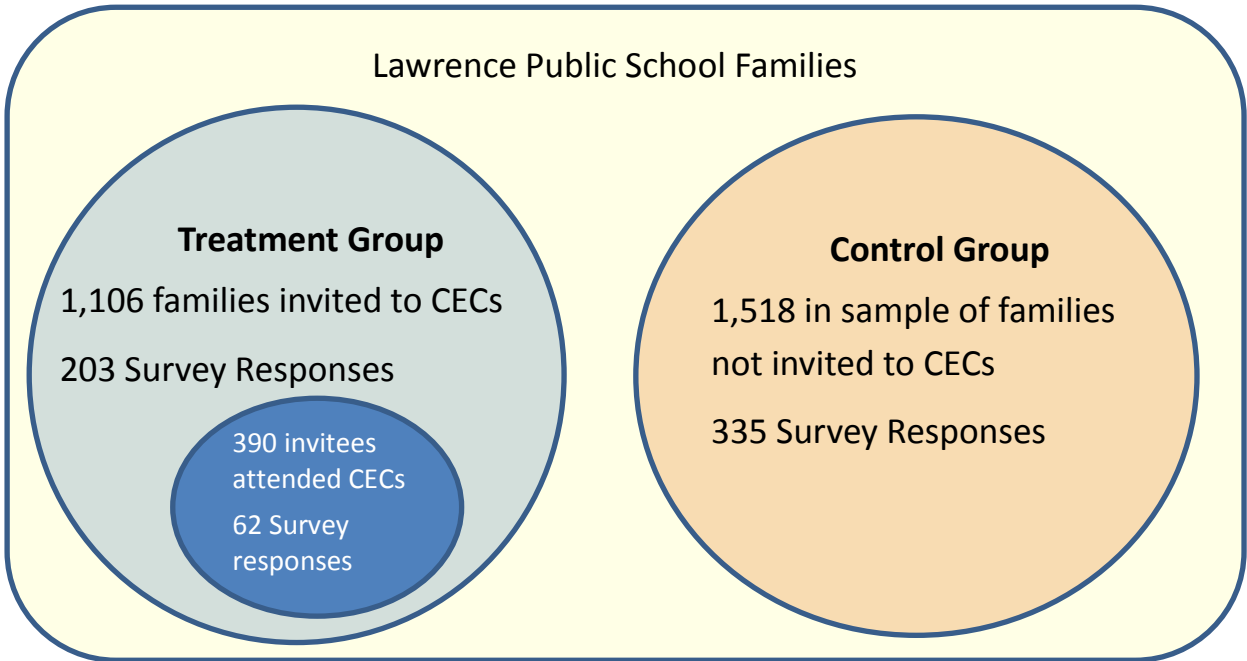 Lawrence Public School Families
Treatment Group
1,106 families invited to CECs
203 Survey Responses
390 invitees
attended CECs
62 Survey
responses
Control Group
1,518 in sample of families
not invited to CECs
335 Survey Responses